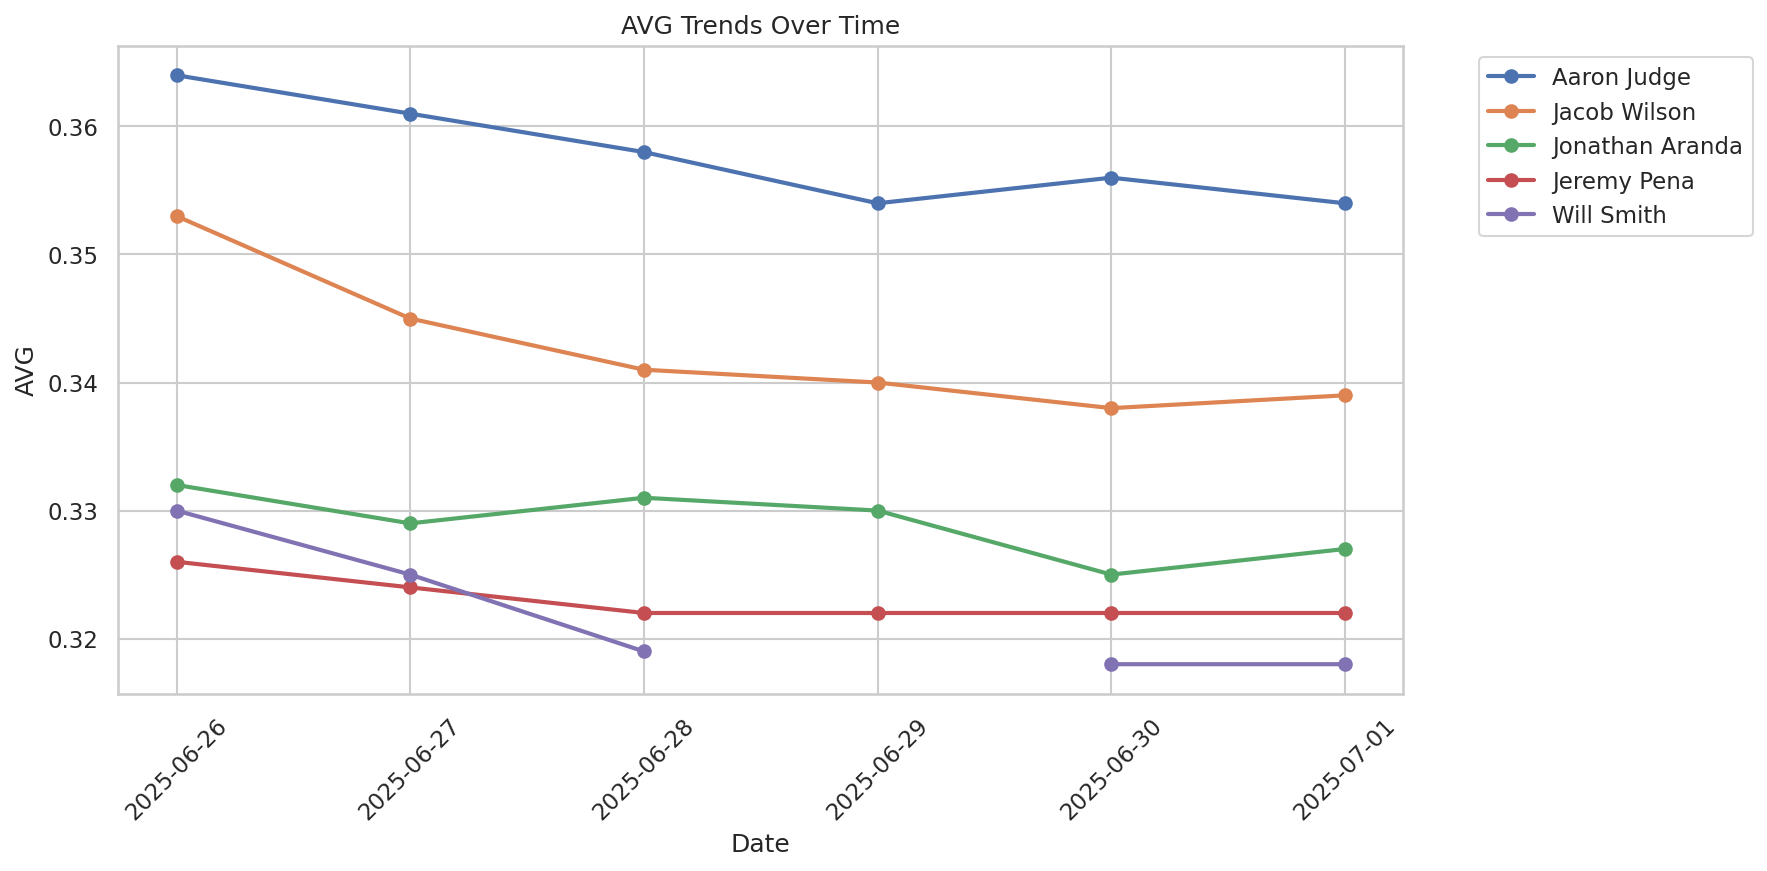 AVG Trends Over Time
Aaron Judge
Jacob Wilson
Jonathan Aranda
Jeremy Pena
Will Smith
AVG
0.36
0.35
0.34
0.33
0.32
2025-06-26
2025-06-27
2025-06-28
2025-06-29
2025-06-30
2025-07-01
Date